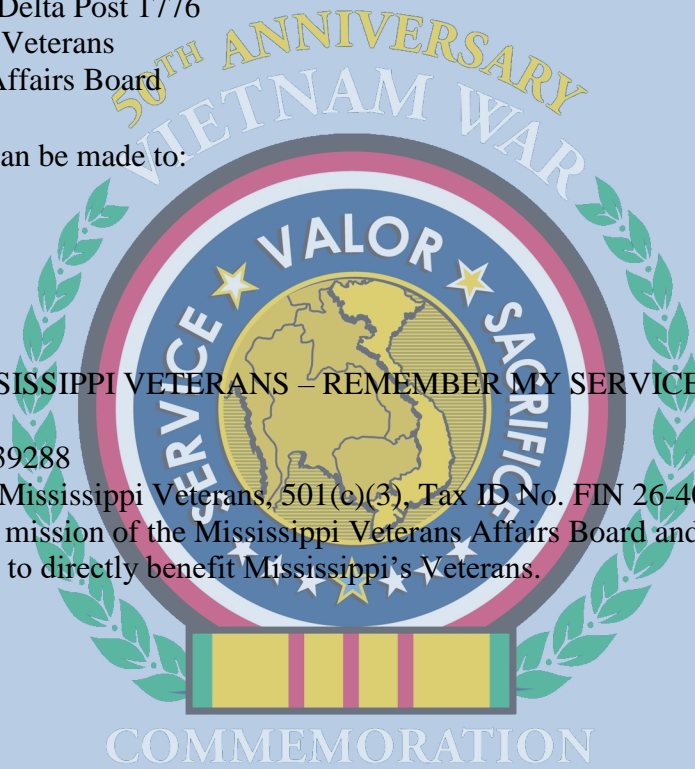 Delta Post 1776
Veterans
Affairs Board
an be made to:
SISSIPPI VETERANS – REMEMBER MY SERVICE
39288
Mississippi Veterans, 501(c)(3), Tax ID No. FIN 26-40
mission of the Mississippi Veterans Affairs Board and
to directly benefit Mississippi’s Veterans.
50TH ANNIVERSARY
VIETNAM WAR
SERVICE VALOR SACRIFICE
COMMEMORATION